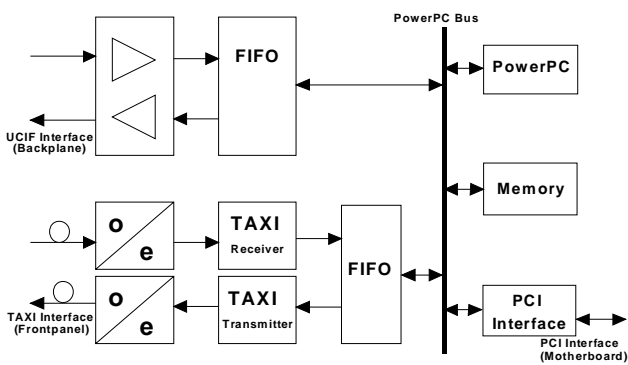 PowerPC Bus
FIFO
PowerPC
UCIF Interface
(Backplane)
Memory
o
e
TAXI
Receiver
FIFO
o
e
TAXI
Transmitter
TAXI Interface
(Frontpanel)
PCI
Interface
PCI Interface
(Motherboard)